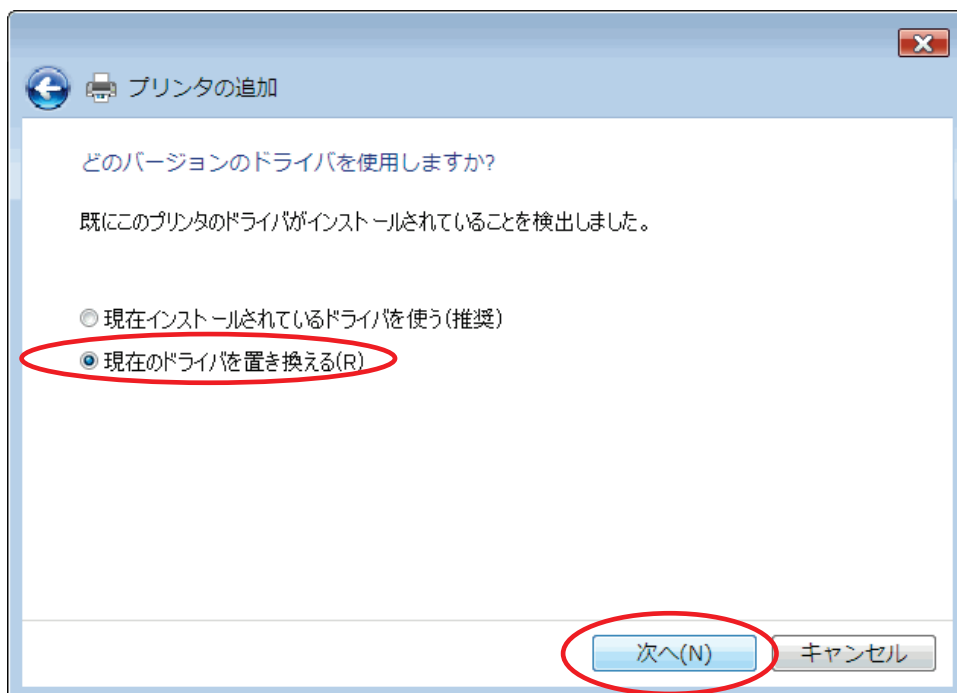 プリンタの追加
どのバージョンのドライバを使用しますか?
既にこのプリンタのドライバがインストールされていることを検出しました。
現在インストールされているドライバを使う(推奨)
現在のドライバを置き換える(R)
次へ(N)
キャンセル